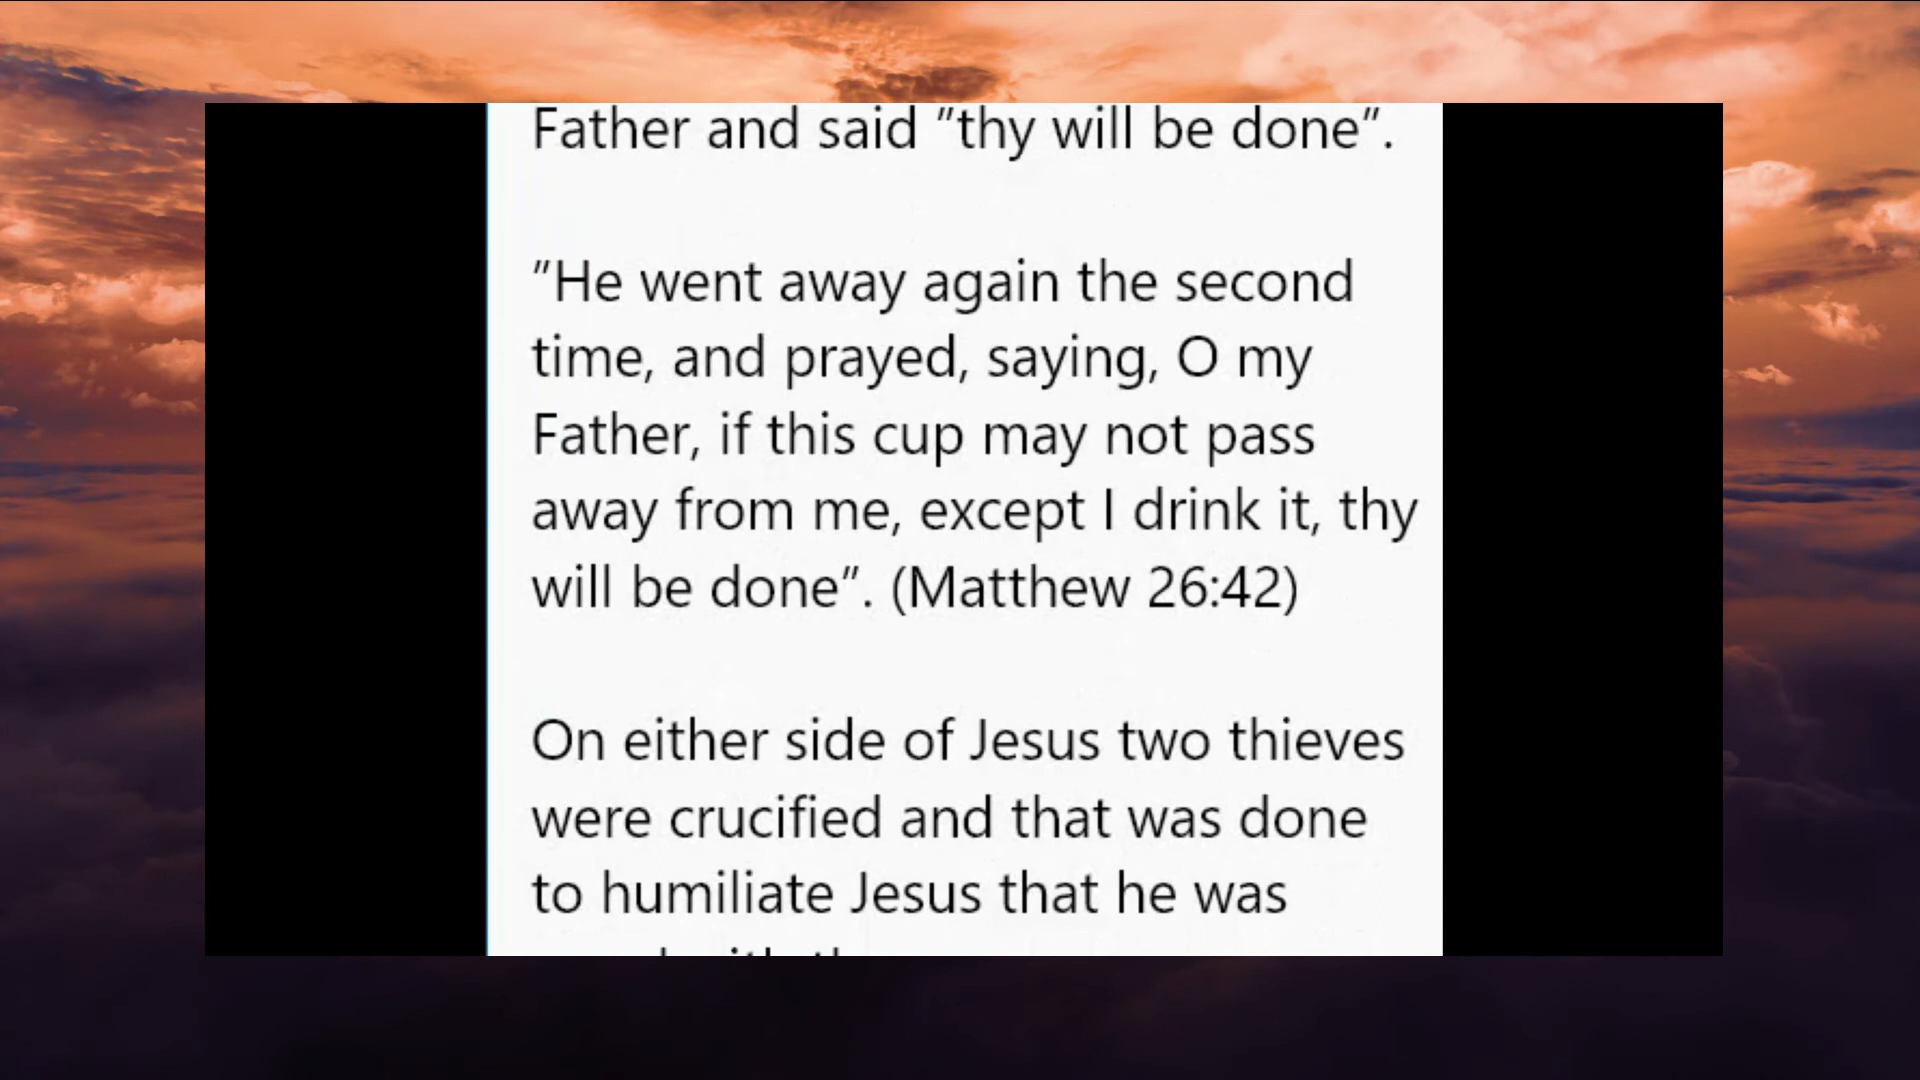 Father and said "thy will be done".
"He went away again the second
time, and prayed, saying, O my
Father, if this cup may not pass
away from me, except I drink it, thy
will be done". (Matthew 26:42)
On either side of Jesus two thieves
were crucified and that was done
to humiliate Jesus that he was